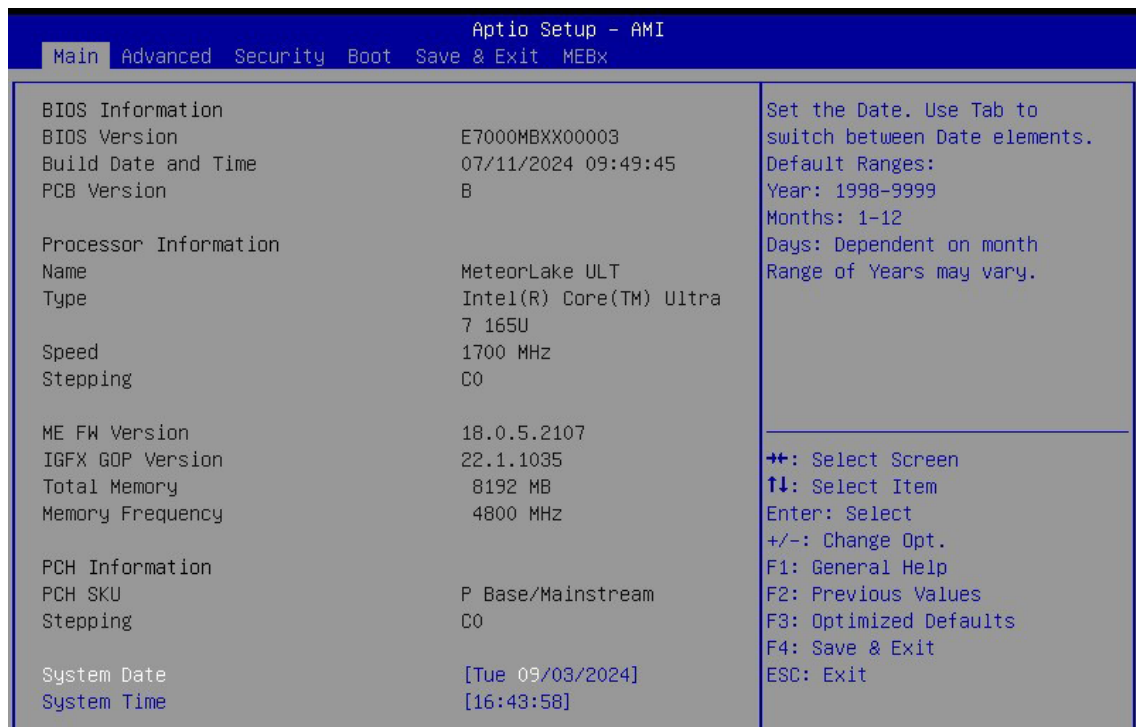 Aptio Setup - AMI
Main Advanced Security Boot Save & Exit MEBx
BIOS Information
BIOS Version E7000MBXX00003
Build Date and Time 07/11/2024 09:49:45
PCB Version B
Processor Information
Name MeteorLake ULT
Type Intel(R) Core(TM) Ultra
7 165U
Speed 1700 MHz
Stepping C0
ME FW Version 18.0.5.2107
IGFX GOP Version 22.1.1035
Total Memory 8192 MB
Memory Frequency 4800 MHz
PCH Information
PCH SKU P Base/Mainstream
Stepping C0
System Date [Tue 09/03/2024]
System Time [16:43:58]
Set the Date. Use Tab to
switch between Date elements.
Default Ranges:
Year: 1998-9999
Months: 1-12
Days: Dependent on month
Range of Years may vary.
→←: Select Screen
↑↓: Select Item
Enter: Select
+/-: Change Opt.
F1: General Help
F2: Previous Values
F3: Optimized Defaults
F4: Save & Exit
ESC: Exit